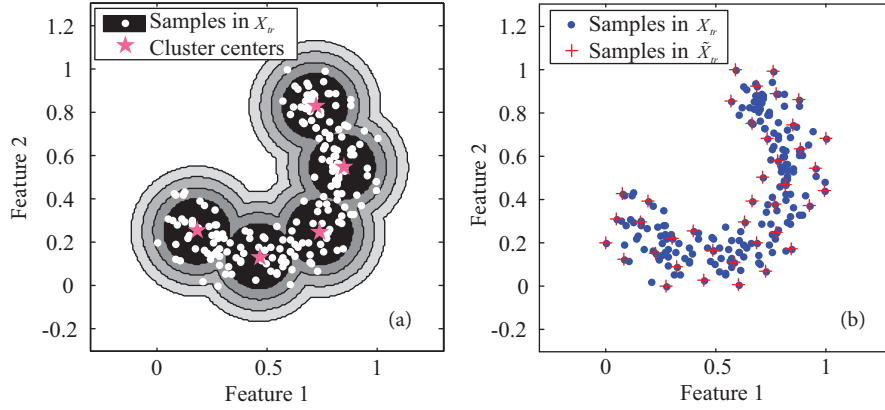 Samples in X_tr
Cluster centers
1.2
1
0.8
0.6
0.4
0.2
0
-0.2
Feature 2
0
0.5
1
Feature 1
(a)
Samples in X_tr
Samples in X̃_tr
1.2
1
0.8
0.6
0.4
0.2
0
-0.2
Feature 2
0
0.5
1
Feature 1
(b)